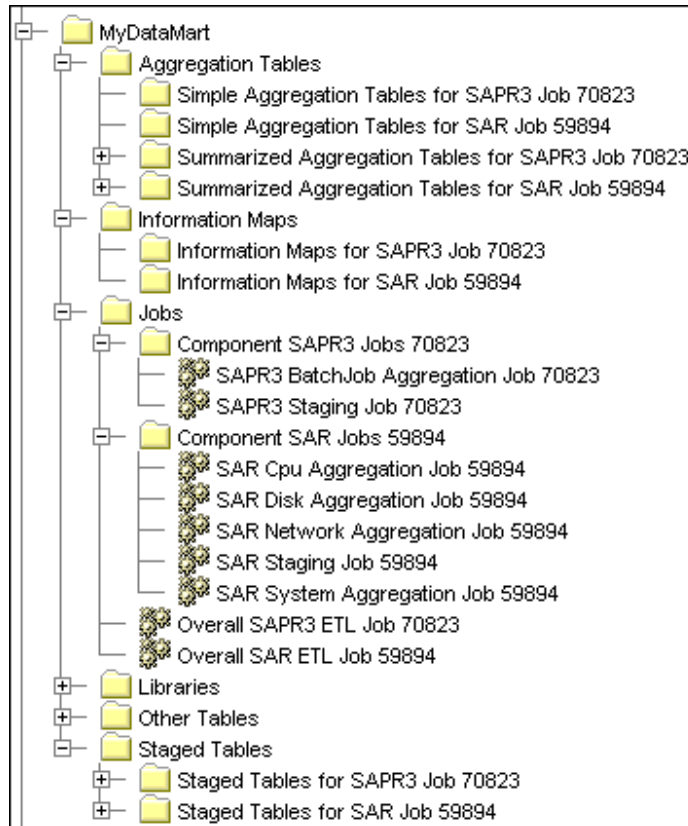 MyDataMart
Aggregation Tables
Simple Aggregation Tables for SAPR3 Job 70823
Simple Aggregation Tables for SAR Job 59894
Summarized Aggregation Tables for SAPR3 Job 70823
Summarized Aggregation Tables for SAR Job 59894
Information Maps
Information Maps for SAPR3 Job 70823
Information Maps for SAR Job 59894
Jobs
Component SAPR3 Jobs 70823
SAPR3 BatchJob Aggregation Job 70823
SAPR3 Staging Job 70823
Component SAR Jobs 59894
SAR Cpu Aggregation Job 59894
SAR Disk Aggregation Job 59894
SAR Network Aggregation Job 59894
SAR Staging Job 59894
SAR System Aggregation Job 59894
Overall SAPR3 ETL Job 70823
Overall SAR ETL Job 59894
Libraries
Other Tables
Staged Tables
Staged Tables for SAPR3 Job 70823
Staged Tables for SAR Job 59894